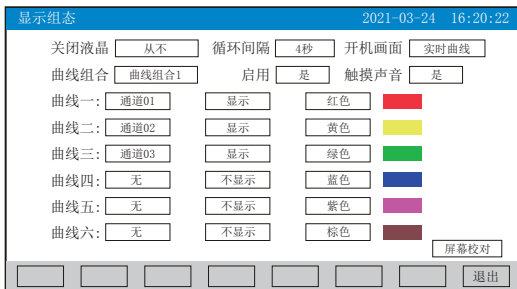 显示组态 2021-03-24 16:20:22
关闭液晶 从不 循环间隔 4秒 开机画面 实时曲线
曲线组合 曲线组合1 启用 是 触摸声音 是
曲线一: 通道01 显示 红色
曲线二: 通道02 显示 黄色
曲线三: 通道03 显示 绿色
曲线四: 无 不显示 蓝色
曲线五: 无 不显示 紫色
曲线六: 无 不显示 棕色
屏幕校对
退出